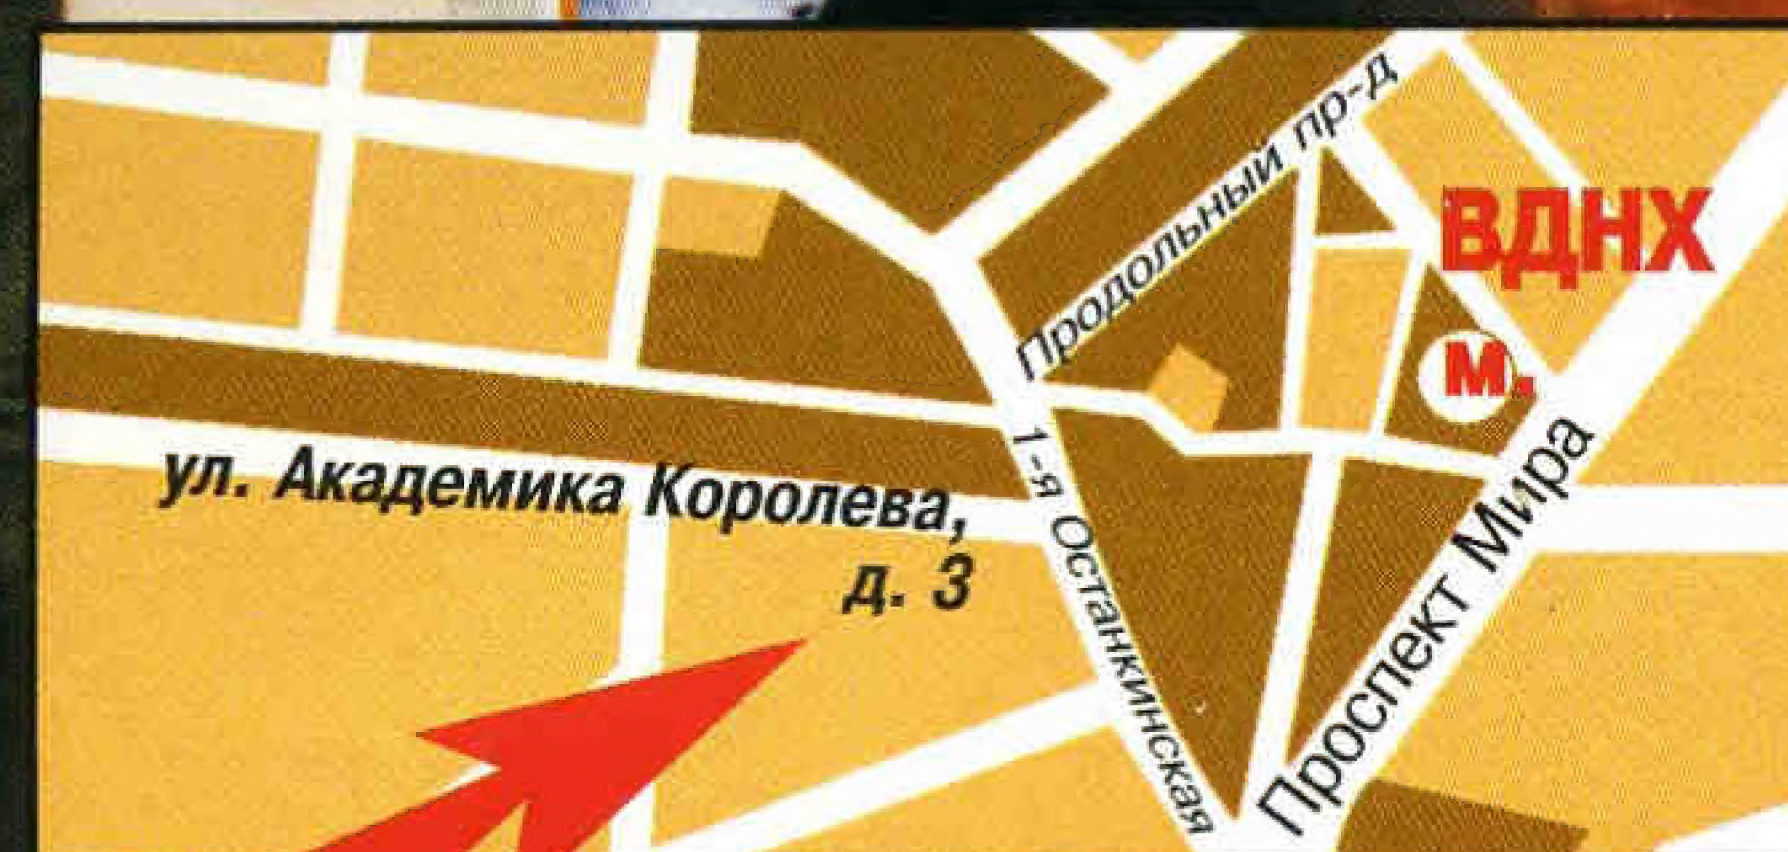 Продольный пр-д
ВДНХ
м.
ул. Академика Королева,
д. 3
1-я Останкинская
Проспект Мира